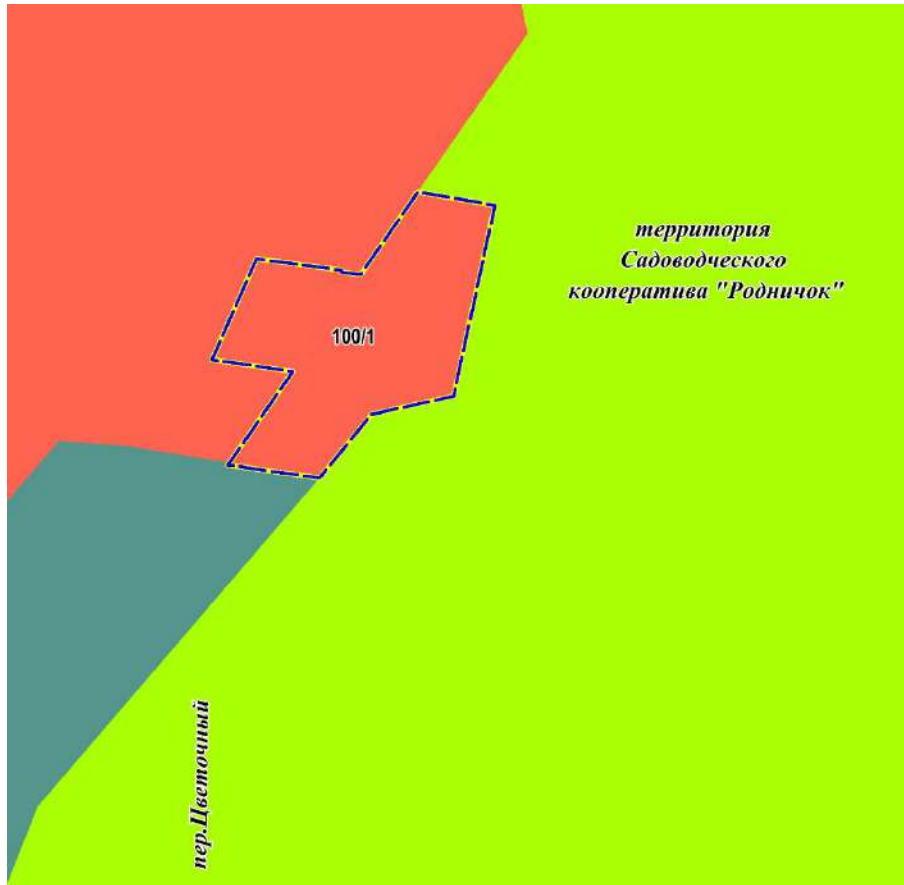 территория
Садоводческого
кооператива "Родничок"
100/1
пер.Цветочный